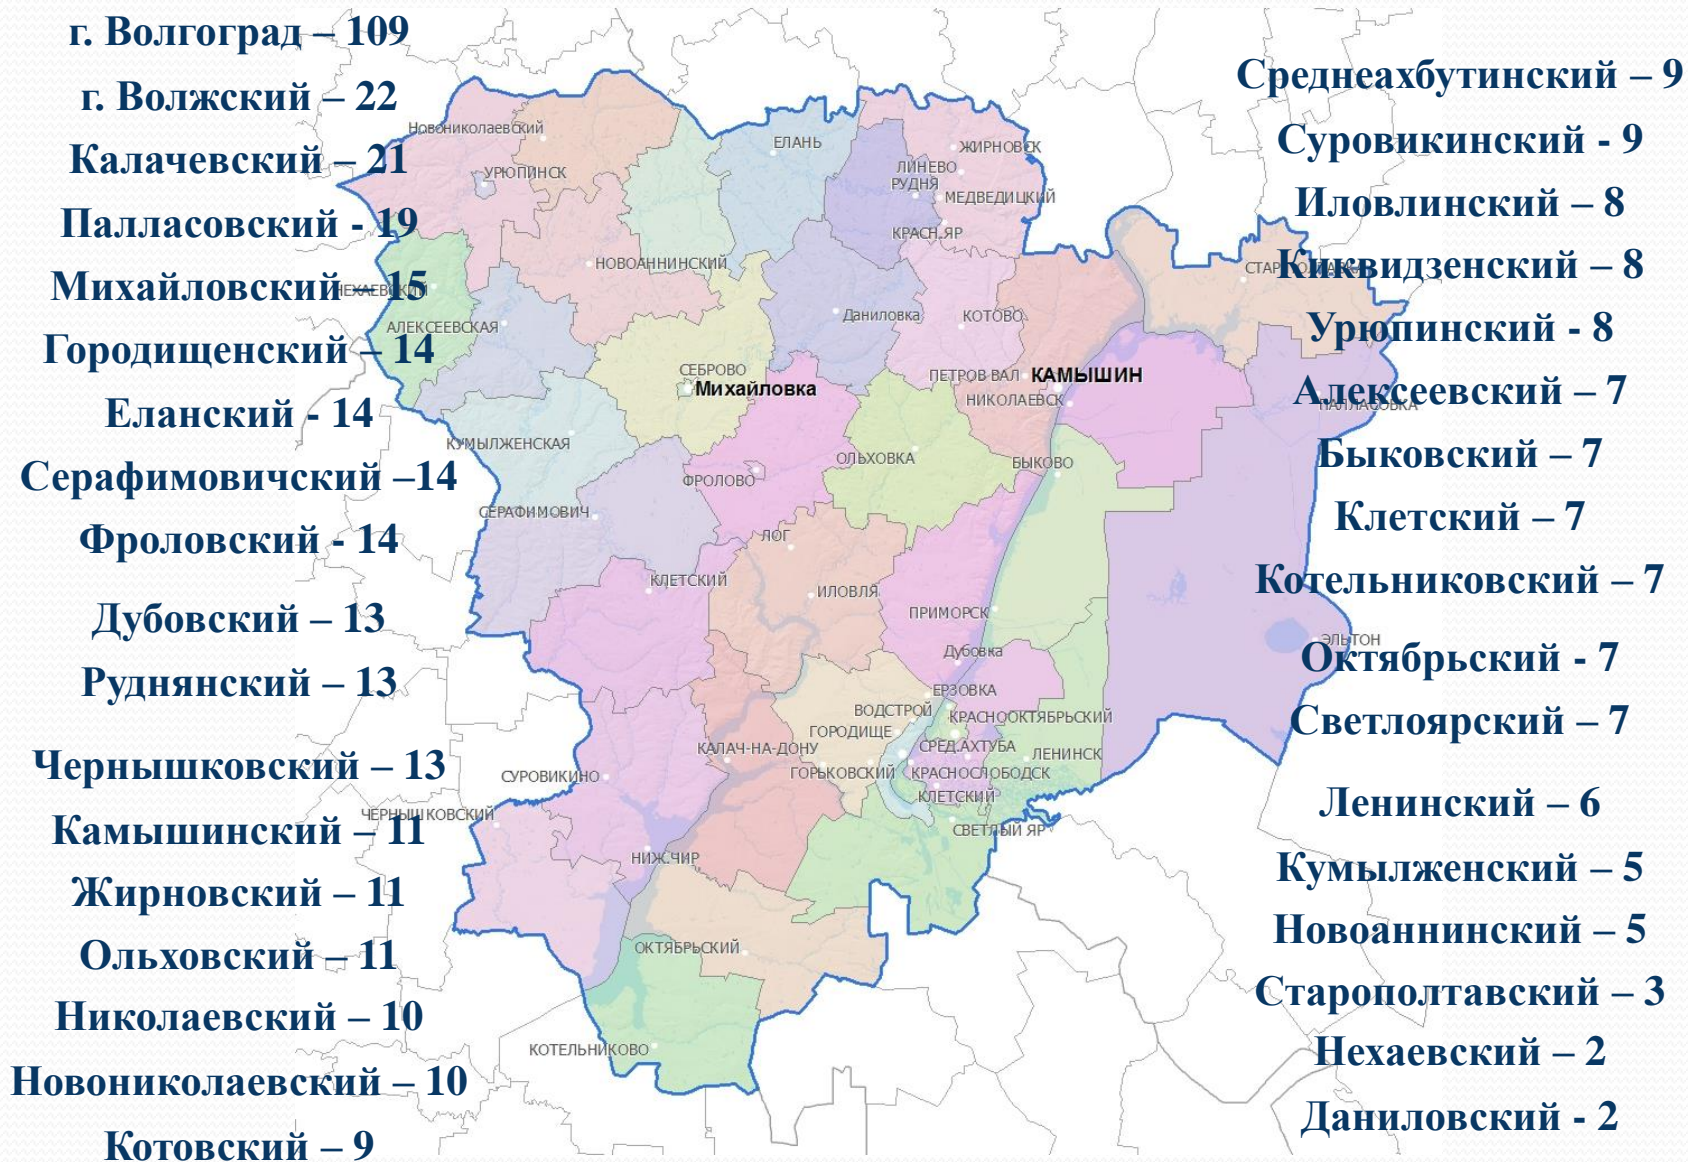 г. Волгоград – 109
г. Волжский – 22
Калачевский – 21
Палласовский - 19
Михайловский – 15
Городищенский – 14
Еланский - 14
Серафимовичский –14
Фроловский - 14
Дубовский – 13
Руднянский – 13
Чернышковский – 13
Камышинский – 11
Жирновский – 11
Ольховский – 11
Николаевский – 10
Новониколаевский – 10
Котовский – 9
Новониколаевский
УРЮПИНСК
ЕЛАНЬ
ЖИРНОВСК
ЛИНЕВО
РУДНЯ
МЕДВЕДИЦКИЙ
КРАСН.ЯР
НОВОАННИНСКИЙ
НЕХАЕВСКИЙ
АЛЕКСЕЕВСКАЯ
Даниловка
КОТОВО
СЕБРОВО
Михайловка
ПЕТРОВ ВАЛ
КАМЫШИН
НИКОЛАЕВСК
КУМЫЛЖЕНСКАЯ
ФРОЛОВО
ОЛЬХОВКА
БЫКОВО
СЕРАФИМОВИЧ
ЛОГ
КЛЕТСКИЙ
ИЛОВЛЯ
ПРИМОРСК
Дубовка
ЭЛЬТОН
ЕРЗОВКА
ВОДСТРОЙ
КРАСНООКТЯБРЬСКИЙ
ГОРОДИЩЕ
КАЛАЧ-НА-ДОНУ
СРЕД.АХТУБА
ЛЕНИНСК
СУРОВИКИНО
ГОРЬКОВСКИЙ
КРАСНОСЛОБОДСК
КЛЕТСКИЙ
ЧЕРНЫШКОВСКИЙ
СВЕТЛЫЙ ЯР
НИЖ.ЧИР
ОКТЯБРЬСКИЙ
КОТЕЛЬНИКОВО
ПАЛЛАСОВКА
Среднеахбутинский – 9
Суровикинский - 9
Иловлинский – 8
Киквидзенский – 8
Урюпинский - 8
Алексеевский – 7
Быковский – 7
Клетский – 7
Котельниковский – 7
Октябрьский - 7
Светлоярский – 7
Ленинский – 6
Кумылженский – 5
Новоаннинский – 5
Старополтавский – 3
Нехаевский – 2
Даниловский - 2